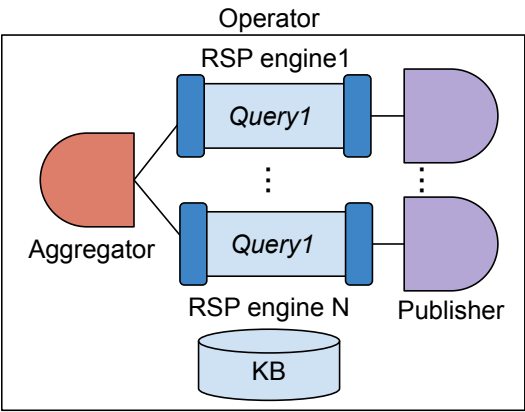 Operator
RSP engine1
Query1
⋮ ⋮
Aggregator
Query1
RSP engine N
Publisher
KB